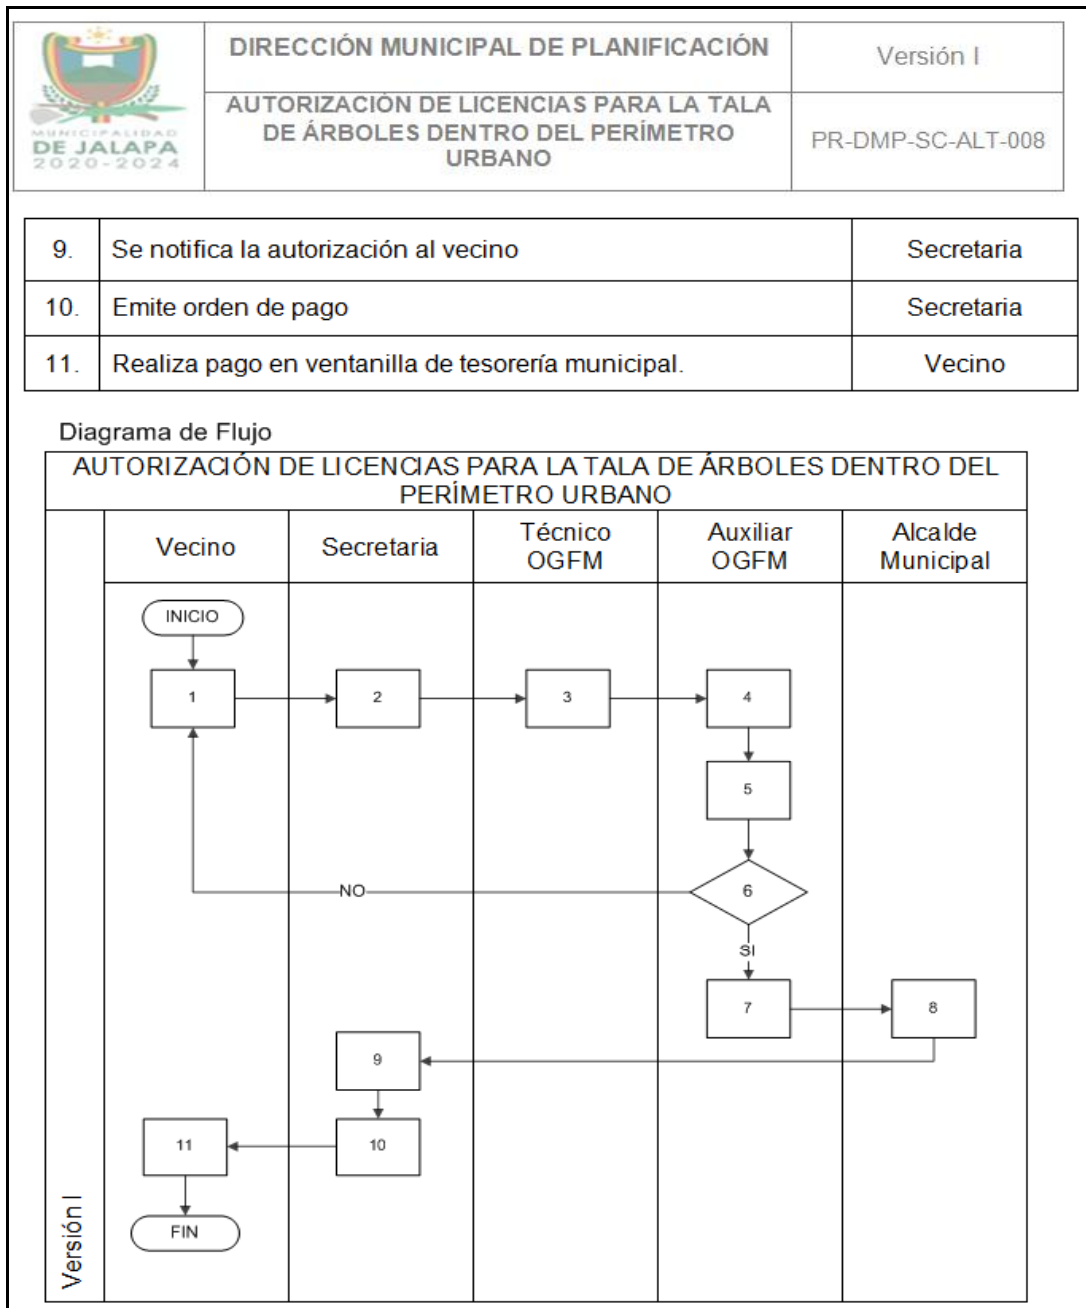 MUNICIPALIDAD
DE JALAPA
2020-2024
DIRECCIÓN MUNICIPAL DE PLANIFICACIÓN
Versión I
AUTORIZACIÓN DE LICENCIAS PARA LA TALA
DE ÁRBOLES DENTRO DEL PERÍMETRO
URBANO
PR-DMP-SC-ALT-008
9. Se notifica la autorización al vecino Secretaria
10. Emite orden de pago Secretaria
11. Realiza pago en ventanilla de tesorería municipal. Vecino
Diagrama de Flujo
AUTORIZACIÓN DE LICENCIAS PARA LA TALA DE ÁRBOLES DENTRO DEL
PERÍMETRO URBANO
Vecino
Secretaria
Técnico
OGFM
Auxiliar
OGFM
Alcalde
Municipal
INICIO
1
2
3
4
5
6
NO
SI
7
8
9
10
11
FIN
Versión I